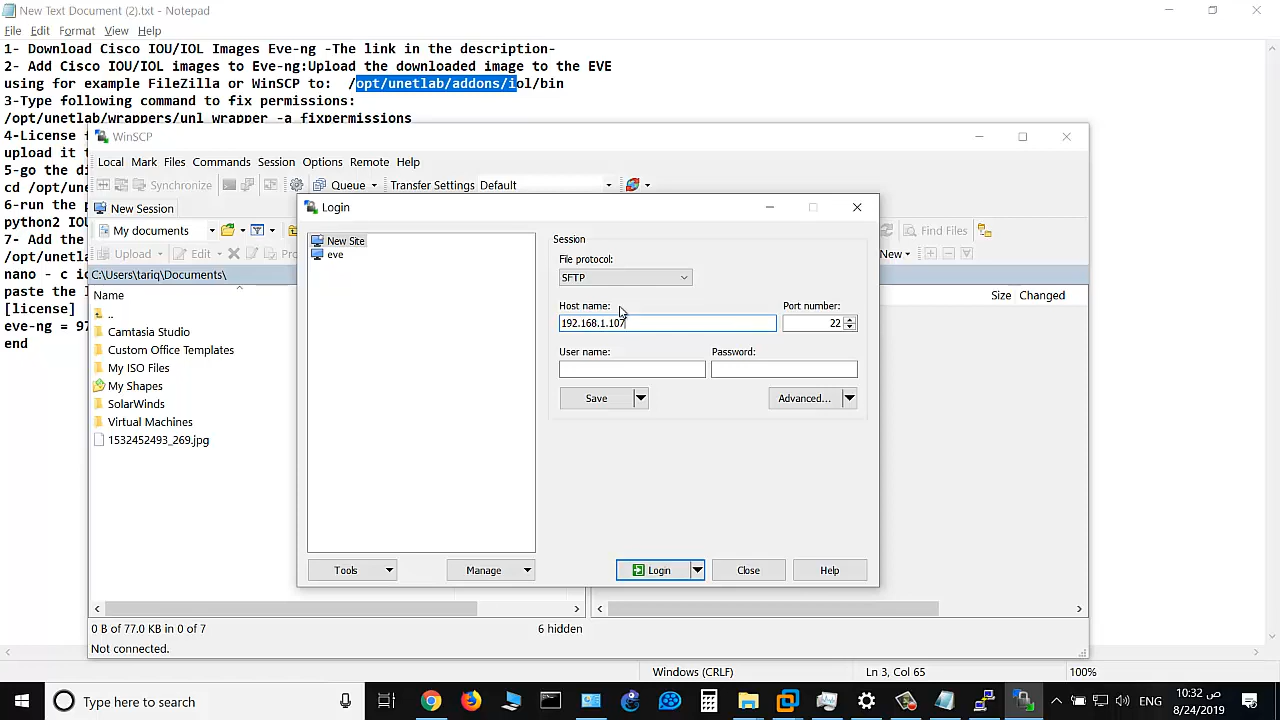 New Text Document (2).txt - Notepad
File Edit Format View Help
1- Download Cisco IOU/IOL Images Eve-ng -The link in the description-
2- Add Cisco IOU/IOL images to Eve-ng:Upload the downloaded image to the EVE
using for example FileZilla or WinSCP to: /opt/unetlab/addons/iol/bin
3-Type following command to fix permissions:
/opt/unetlab/wrappers/unl_wrapper -a fixpermissions
4-License
upload it
5-go the
cd
6-run the
python2
7- Add the
nano - c
paste the
[license]
eve-ng =
end
WinSCP
Local Mark Files Commands Session Options Remote Help
Synchronize Queue Transfer Settings Default
New Session
My documents Find Files
Upload Edit New
C:\Users\tariq\Documents\
Name Size Changed
..
Camtasia Studio
Custom Office Templates
My ISO Files
My Shapes
SolarWinds
Virtual Machines
1532452493_269.jpg
Login
New Site
eve
Session
File protocol:
SFTP
Host name: Port number:
192.168.1.107 22
User name: Password:
Save Advanced...
Tools Manage Login Close Help
0 B of 77.0 KB in 0 of 7 6 hidden
Not connected.
Windows (CRLF) Ln 3, Col 65 100%
Type here to search
ENG
10:32 ص
8/24/2019